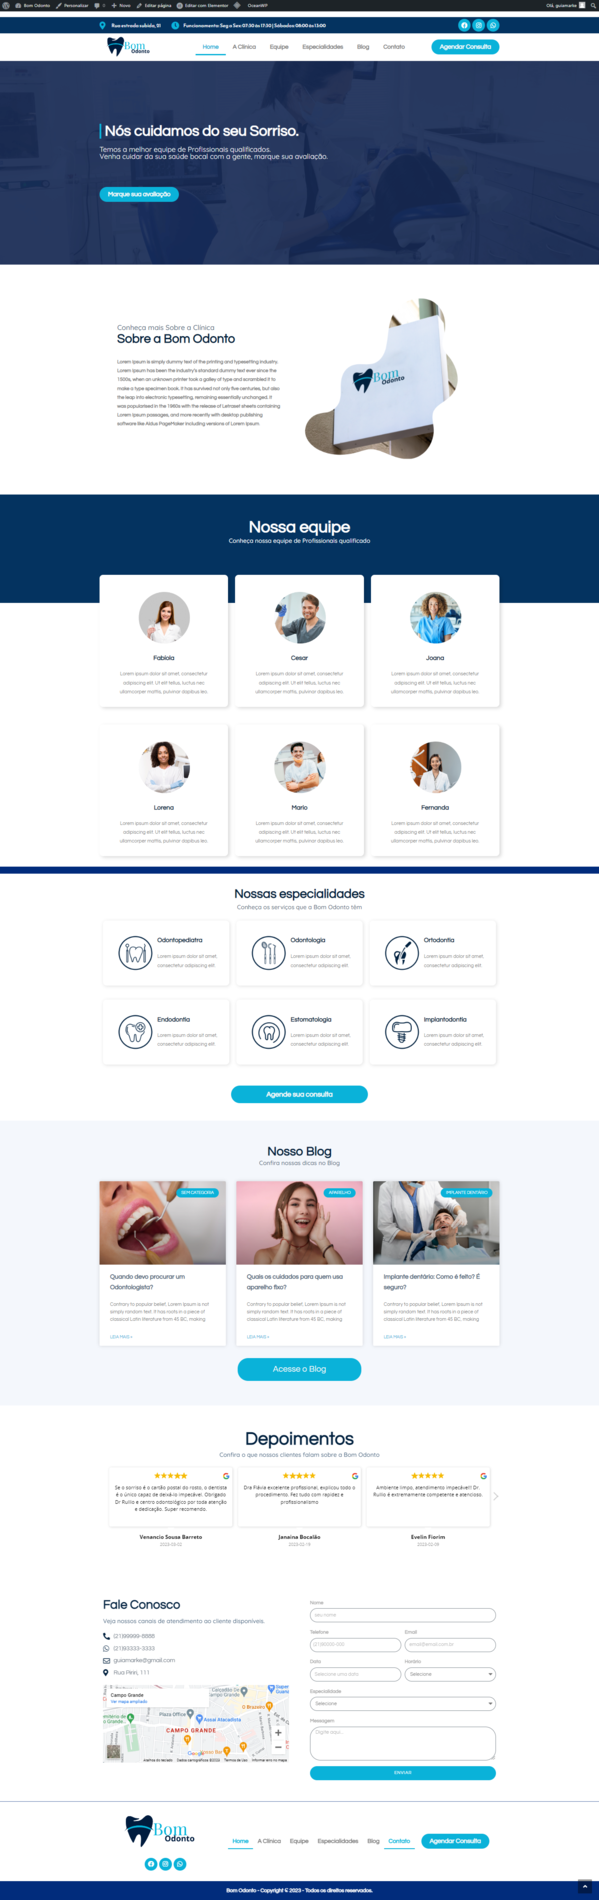 Bom Odonto Personalizar 0 Novo Editar página Editar com Elementor OceanWP Olá, guiamarke
Rua estrada subida, 31 Funcionamento: Seg a Sex: 07:30 às 17:30 | Sábados: 08:00 às 13:00
Bom Odonto
Home A Clínica Equipe Especialidades Blog Contato Agendar Consulta
Nós cuidamos do seu Sorriso.
Temos a melhor equipe de Profissionais qualificados.
Venha cuidar da sua saúde bocal com a gente, marque sua avaliação.
Marque sua avaliação
Conheça mais Sobre a Clínica
Sobre a Bom Odonto
Lorem Ipsum is simply dummy text of the printing and typesetting industry.
Lorem Ipsum has been the industry's standard dummy text ever since the
1500s, when an unknown printer took a galley of type and scrambled it to
make a type specimen book. It has survived not only five centuries, but also
the leap into electronic typesetting, remaining essentially unchanged. It
was popularised in the 1960s with the release of Letraset sheets containing
Lorem Ipsum passages, and more recently with desktop publishing
software like Aldus PageMaker including versions of Lorem Ipsum.
Bom Odonto
Nossa equipe
Conheça nossa equipe de Profissionais qualificado
Fabiola Cesar Joana
Lorem ipsum dolor sit amet, consectetur Lorem ipsum dolor sit amet, consectetur Lorem ipsum dolor sit amet, consectetur
adipiscing elit. Ut elit tellus, luctus nec adipiscing elit. Ut elit tellus, luctus nec adipiscing elit. Ut elit tellus, luctus nec
ullamcorper mattis, pulvinar dapibus leo. ullamcorper mattis, pulvinar dapibus leo. ullamcorper mattis, pulvinar dapibus leo.
Lorena Mario Fernanda
Lorem ipsum dolor sit amet, consectetur Lorem ipsum dolor sit amet, consectetur Lorem ipsum dolor sit amet, consectetur
adipiscing elit. Ut elit tellus, luctus nec adipiscing elit. Ut elit tellus, luctus nec adipiscing elit. Ut elit tellus, luctus nec
ullamcorper mattis, pulvinar dapibus leo. ullamcorper mattis, pulvinar dapibus leo. ullamcorper mattis, pulvinar dapibus leo.
Nossas especialidades
Conheça os serviços que a Bom Odonto têm
Odontopediatra Odontologia Ortodontia
Lorem ipsum dolor sit amet, Lorem ipsum dolor sit amet, Lorem ipsum dolor sit amet,
consectetur adipiscing elit consectetur adipiscing elit consectetur adipiscing elit
Endodontia Estomatologia Implantodontia
Lorem ipsum dolor sit amet, Lorem ipsum dolor sit amet, Lorem ipsum dolor sit amet,
consectetur adipiscing elit consectetur adipiscing elit consectetur adipiscing elit
Agende sua consulta
Nosso Blog
Confira nossas dicas no Blog
SEM CATEGORIA APARELHO IMPLANTE DENTÁRIO
Quando devo procurar um Quais os cuidados para quem usa Implante dentário: Como é feito? É
Odontologista? aparelho fixo? seguro?
Contrary to popular belief, Lorem Ipsum is not Contrary to popular belief, Lorem Ipsum is not Contrary to popular belief, Lorem Ipsum is not
simply random text. It has roots in a piece of simply random text. It has roots in a piece of simply random text. It has roots in a piece of
classical Latin literature from 45 BC, making classical Latin literature from 45 BC, making classical Latin literature from 45 BC, making
LEIA MAIS » LEIA MAIS » LEIA MAIS »
Acesse o Blog
Depoimentos
Confira o que nossos clientes falam sobre a Bom Odonto
Se o sorriso é o cartão postal do rosto, o dentista
é o único capaz de deixá-lo impecável. Obrigado
Dr Rulio e centro odontológico por toda atenção
e dedicação. Super recomendo.
Venancio Sousa Barreto
2023-03-02
Dra Flávia excelente profissional, explicou todo o
procedimento. Fez tudo com rapidez e
profissionalismo
Janaina Bocalão
2023-02-19
Ambiente limpo, atendimento impecável!! Dr.
Rulio é extremamente competente e atencioso.
Evelin Fiorim
2023-02-09
Fale Conosco
Veja nossos canais de atendimento ao cliente disponíveis.
(21)99999-8888
(21)93333-3333
guiamarke@gmail.com
Rua Pikiri, 111
Campo Grande
Ver mapa ampliado
Plaza Office
O Braseiro
Assaí Atacadista
CAMPO GRANDE
Google
Atalhos do teclado Dados cartográficos ©2023 Termos de Uso Informar erro no mapa
Nome
seu nome
Telefone Email
(21)99999-999 email@email.com.br
Data Horário
Selecione uma data Selecione
Especialidade
Selecione
Mensagem
Digite aqui...
ENVIAR
Bom Odonto
Home A Clínica Equipe Especialidades Blog Contato Agendar Consulta
Bom Odonto - Copyright © 2023 - Todos os direitos reservados.